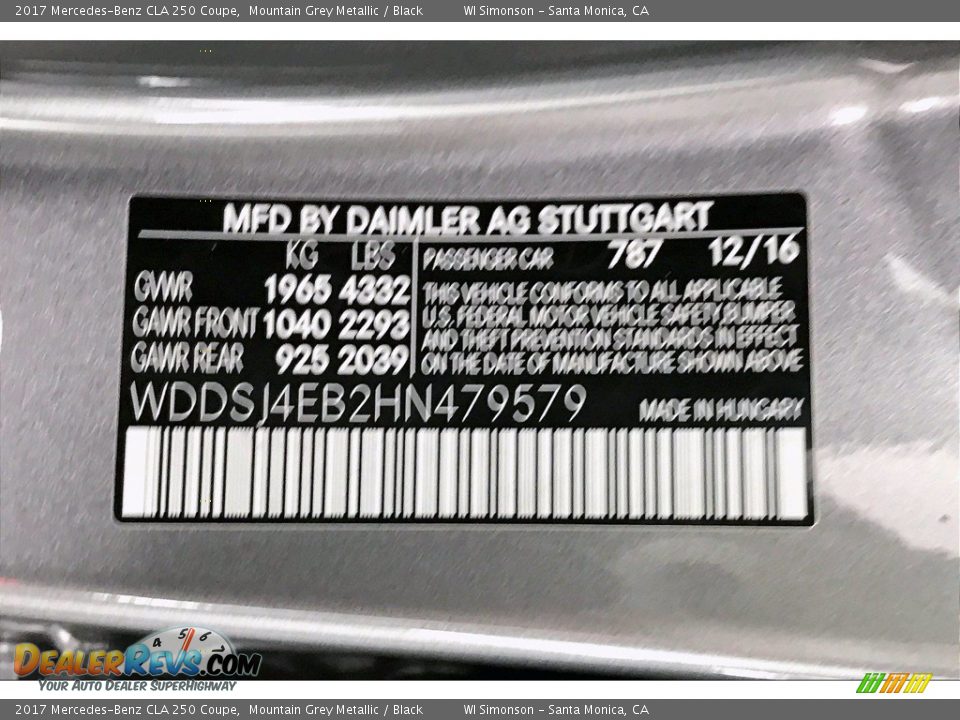 2017 Mercedes-Benz CLA 250 Coupe, Mountain Grey Metallic / Black WI Simonson - Santa Monica, CA
MFD BY DAIMLER AG STUTTGART
KG LBS PASSENGER CAR 787 12/16
GVWR 1965 4332 THIS VEHICLE CONFORMS TO ALL APPLICABLE
GAWR FRONT 1040 2293 U.S. FEDERAL MOTOR VEHICLE SAFETY BUMPER
AND THEFT PREVENTION STANDARDS IN EFFECT
GAWR REAR 925 2039 ON THE DATE OF MANUFACTURE SHOWN ABOVE
WDDSJ4EB2HN479579 MADE IN HUNGARY
4 5 6 7
DEALERREVS.COM
YOUR AUTO DEALER SUPERHIGHWAY
2017 Mercedes-Benz CLA 250 Coupe, Mountain Grey Metallic / Black WI Simonson - Santa Monica, CA